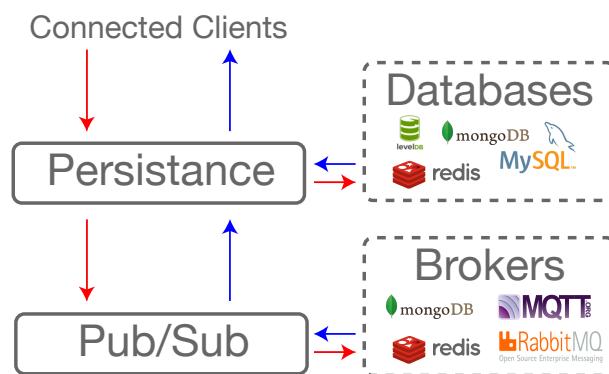 Connected Clients
Databases
levelDB
mongoDB
MySQL
redis
Persistance
Brokers
mongoDB
MQTT.ORG
redis
RabbitMQ
Open Source Enterprise Messaging
Pub/Sub